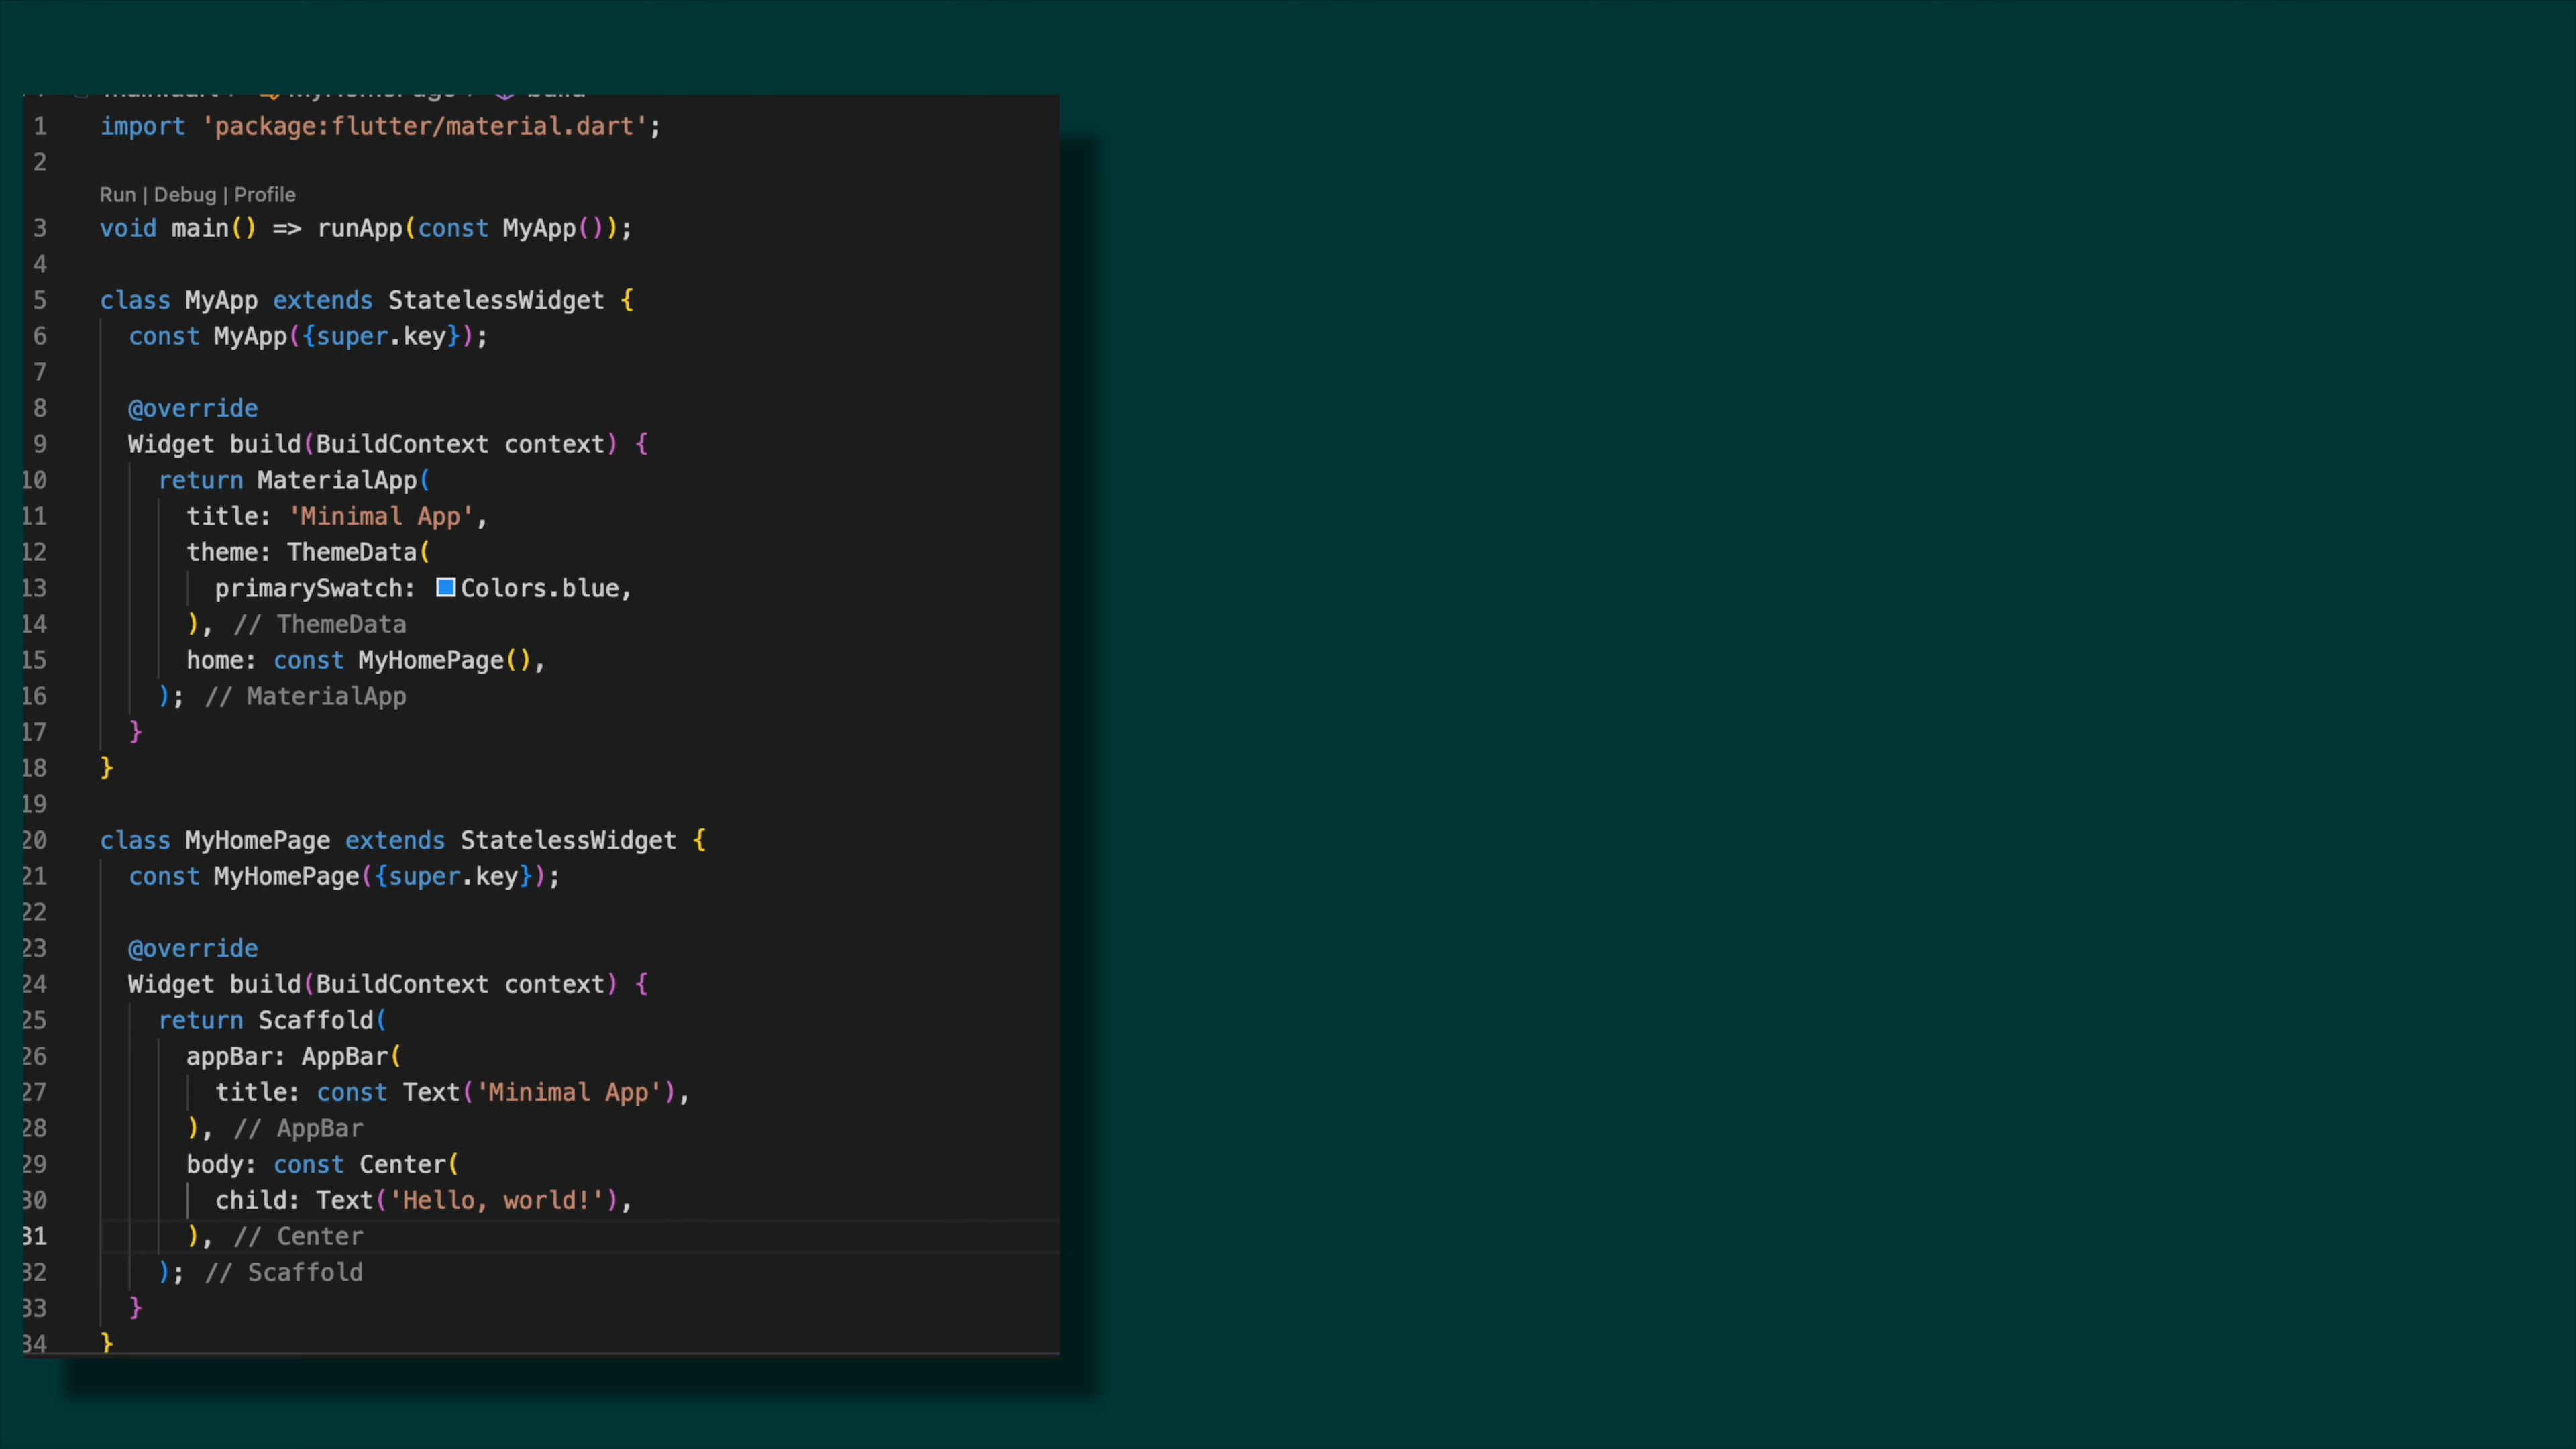 1 import 'package:flutter/material.dart';
2
Run | Debug | Profile
3 void main() => runApp(const MyApp());
4
5 class MyApp extends StatelessWidget {
6   const MyApp({super.key});
7
8   @override
9   Widget build(BuildContext context) {
10     return MaterialApp(
11       title: 'Minimal App',
12       theme: ThemeData(
13         primarySwatch: Colors.blue,
14       ), // ThemeData
15       home: const MyHomePage(),
16     ); // MaterialApp
17   }
18 }
19
20 class MyHomePage extends StatelessWidget {
21   const MyHomePage({super.key});
22
23   @override
24   Widget build(BuildContext context) {
25     return Scaffold(
26       appBar: AppBar(
27         title: const Text('Minimal App'),
28       ), // AppBar
29       body: const Center(
30         child: Text('Hello, world!'),
31       ), // Center
32     ); // Scaffold
33   }
34 }